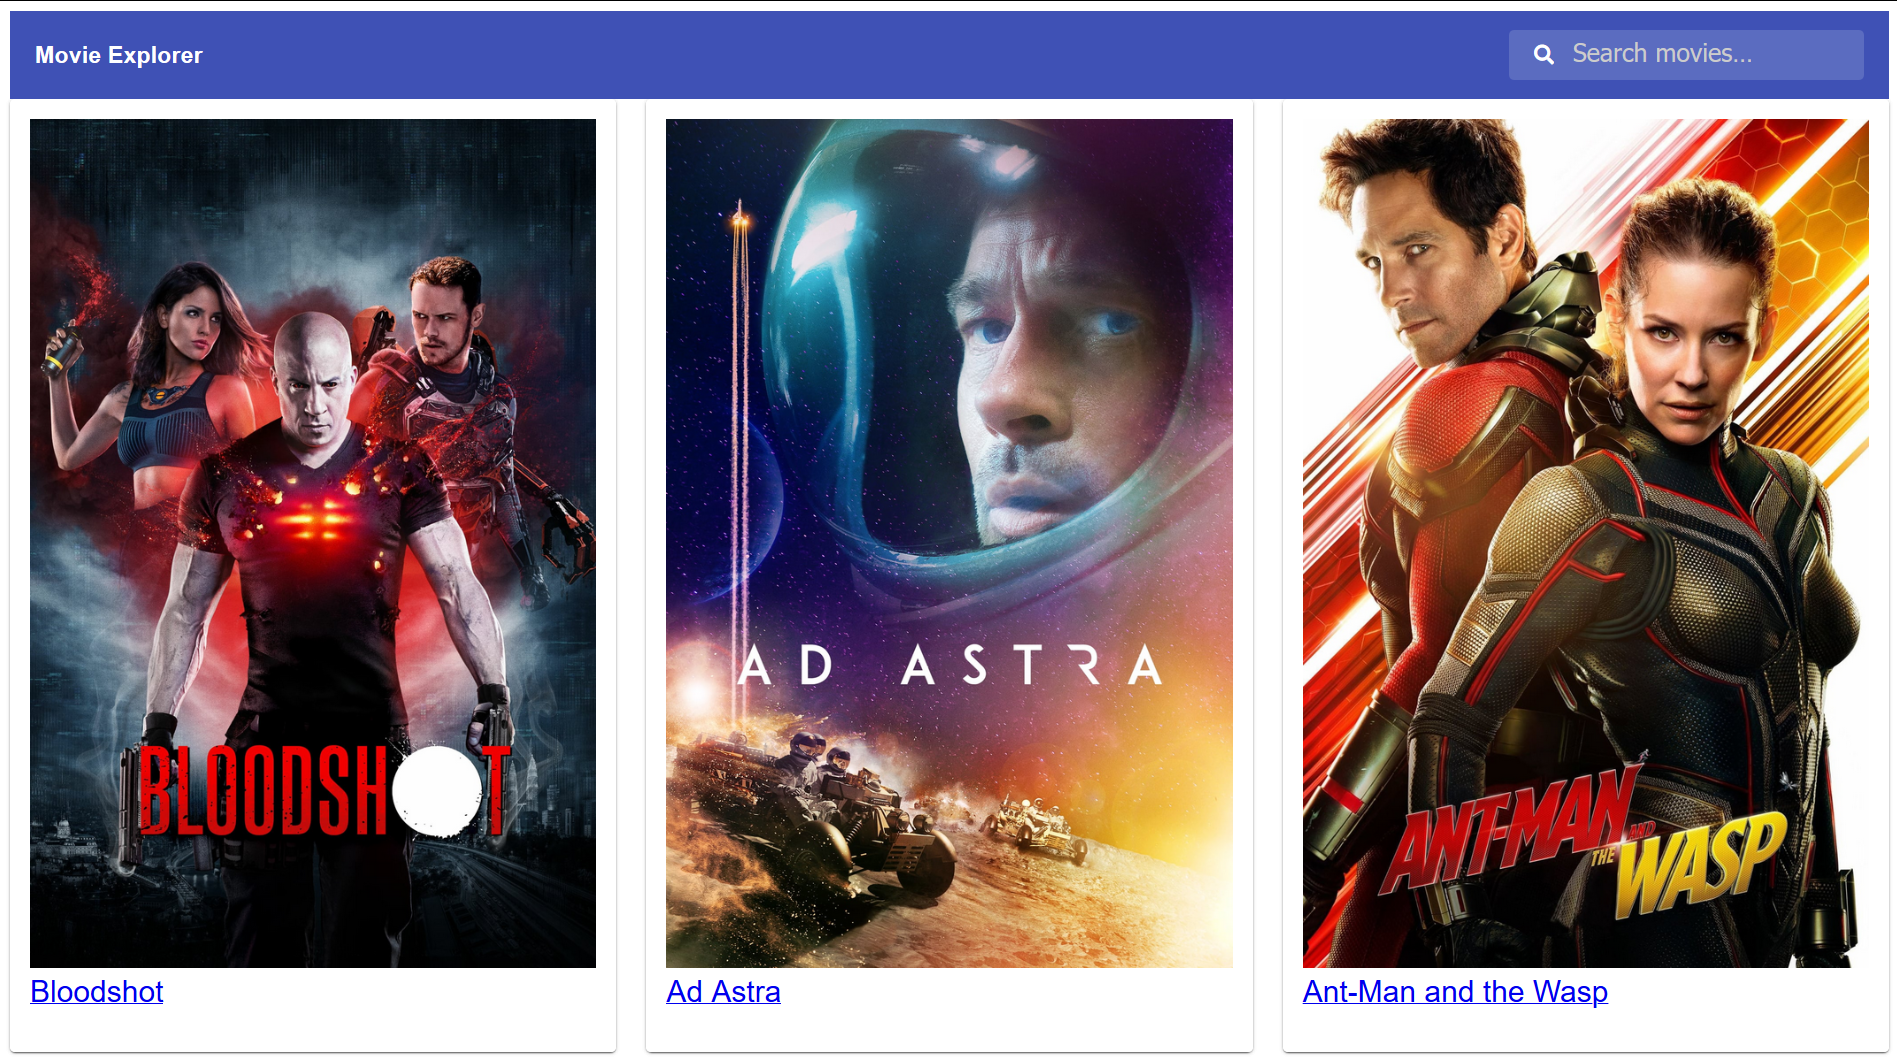 Movie Explorer
Search movies...
BLOODSHOT
AD ASTRA
ANT-MAN
AND
THE WASP
Bloodshot
Ad Astra
Ant-Man and the Wasp